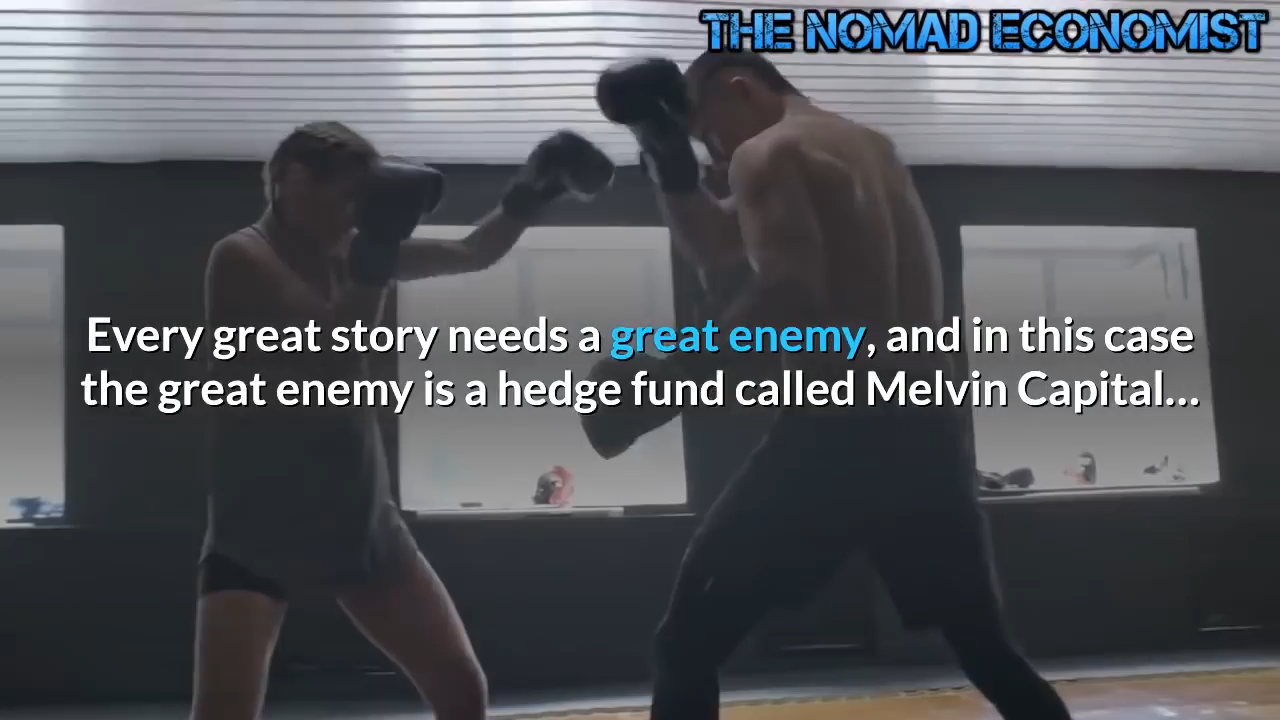 THE NOMAD ECONOMIST
Every great story needs a great enemy, and in this case
the great enemy is a hedge fund called Melvin Capital...